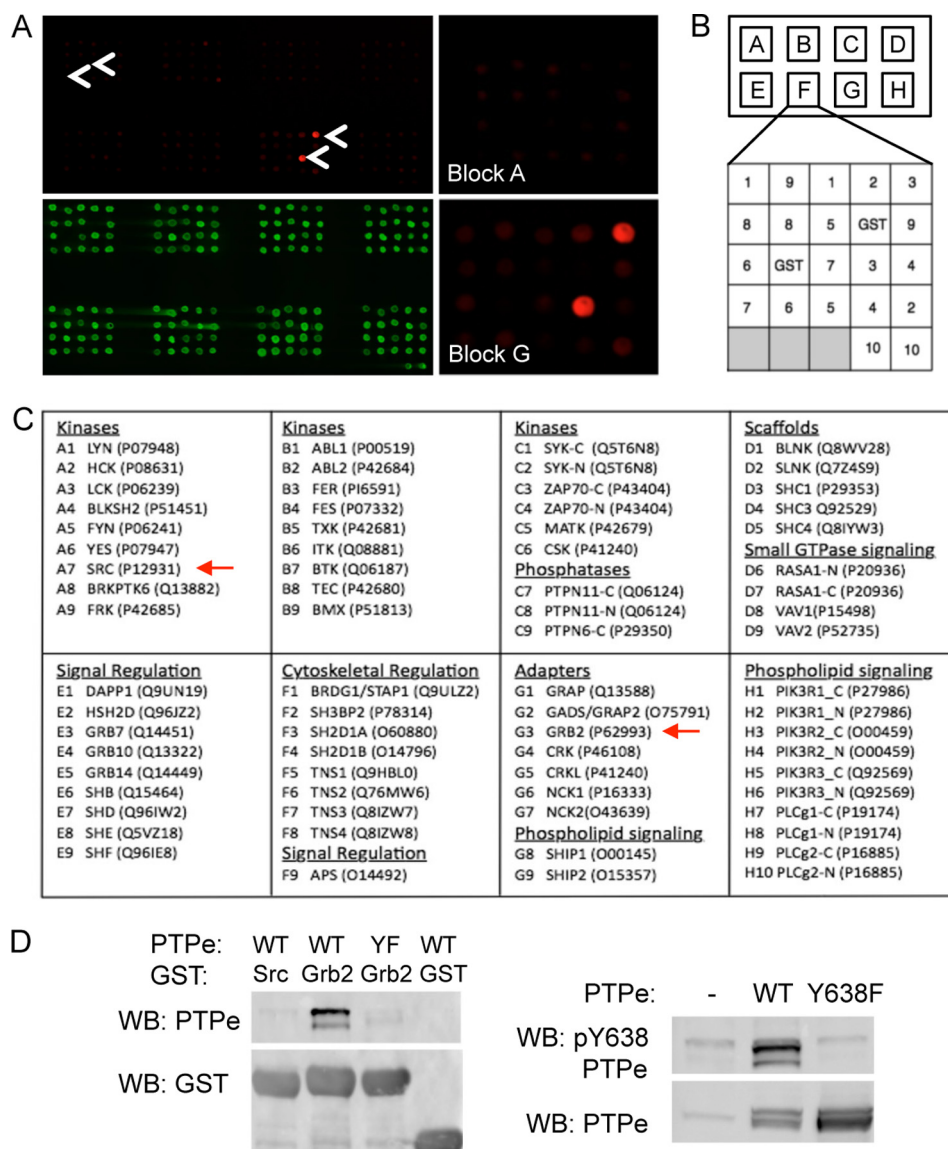 A
Block A
Block G
B
A B C D
E F G H
1 9 1 2 3
8 8 5 GST 9
6 GST 7 3 4
7 6 5 4 2
10 10
C
Kinases
A1 LYN (P07948)
A2 HCK (P08631)
A3 LCK (P06239)
A4 BLKSH2 (P51451)
A5 FYN (P06241)
A6 YES (P07947)
A7 SRC (P12931)
A8 BRKPTK6 (Q13882)
A9 FRK (P42685)
Kinases
B1 ABL1 (P00519)
B2 ABL2 (P42684)
B3 FER (PI6591)
B4 FES (P07332)
B5 TXK (P42681)
B6 ITK (Q08881)
B7 BTK (Q06187)
B8 TEC (P42680)
B9 BMX (P51813)
Kinases
C1 SYK-C (Q5T6N8)
C2 SYK-N (Q5T6N8)
C3 ZAP70-C (P43404)
C4 ZAP70-N (P43404)
C5 MATK (P42679)
C6 CSK (P41240)
Phosphatases
C7 PTPN11-C (Q06124)
C8 PTPN11-N (Q06124)
C9 PTPN6-C (P29350)
Scaffolds
D1 BLNK (Q8WV28)
D2 SLNK (Q7Z4S9)
D3 SHC1 (P29353)
D4 SHC3 Q92529)
D5 SHC4 (Q8IYW3)
Small GTPase signaling
D6 RASA1-N (P20936)
D7 RASA1-C (P20936)
D8 VAV1(P15498)
D9 VAV2 (P52735)
Signal Regulation
E1 DAPP1 (Q9UN19)
E2 HSH2D (Q96JZ2)
E3 GRB7 (Q14451)
E4 GRB10 (Q13322)
E5 GRB14 (Q14449)
E6 SHB (Q15464)
E7 SHD (Q96IW2)
E8 SHE (Q5VZ18)
E9 SHF (Q96IE8)
Cytoskeletal Regulation
F1 BRDG1/STAP1 (Q9ULZ2)
F2 SH3BP2 (P78314)
F3 SH2D1A (O60880)
F4 SH2D1B (O14796)
F5 TNS1 (Q9HBL0)
F6 TNS2 (Q76MW6)
F7 TNS3 (Q8IZW7)
F8 TNS4 (Q8IZW8)
Signal Regulation
F9 APS (O14492)
Adapters
G1 GRAP (Q13588)
G2 GADS/GRAP2 (O75791)
G3 GRB2 (P62993)
G4 CRK (P46108)
G5 CRKL (P41240)
G6 NCK1 (P16333)
G7 NCK2(O43639)
Phospholipid signaling
G8 SHIP1 (O00145)
G9 SHIP2 (O15357)
Phospholipid signaling
H1 PIK3R1_C (P27986)
H2 PIK3R1_N (P27986)
H3 PIK3R2_C (O00459)
H4 PIK3R2_N (O00459)
H5 PIK3R3_C (Q92569)
H6 PIK3R3_N (Q92569)
H7 PLCg1-C (P19174)
H8 PLCg1-N (P19174)
H9 PLCg2-C (P16885)
H10 PLCg2-N (P16885)
D
PTPe: WT WT YF WT
GST: Src Grb2 Grb2 GST
WB: PTPe
WB: GST
PTPe: - WT Y638F
WB: pY638
PTPe
WB: PTPe